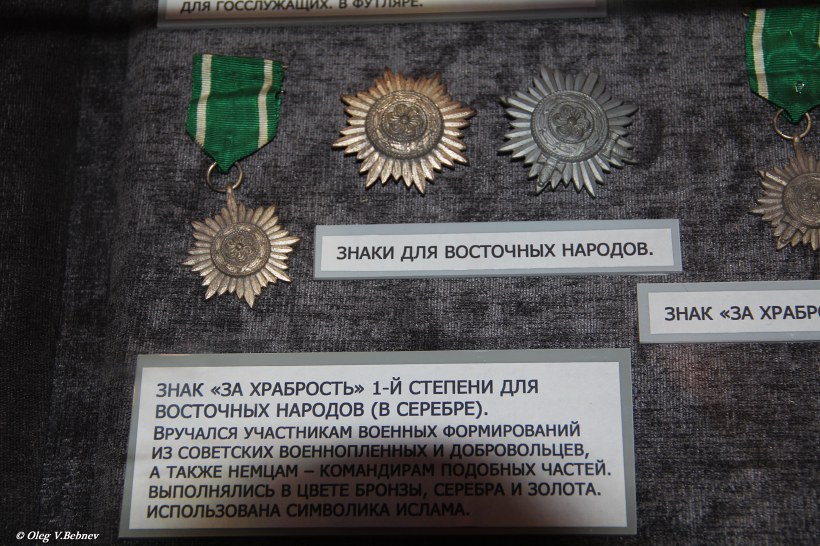 ДЛЯ ГОССЛУЖАЩИХ. В ФУТЛЯРЕ.
ЗНАКИ ДЛЯ ВОСТОЧНЫХ НАРОДОВ.
ЗНАК «ЗА ХРАБРО
ЗНАК «ЗА ХРАБРОСТЬ» 1-Й СТЕПЕНИ ДЛЯ
ВОСТОЧНЫХ НАРОДОВ (В СЕРЕБРЕ).
ВРУЧАЛСЯ УЧАСТНИКАМ ВОЕННЫХ ФОРМИРОВАНИЙ
ИЗ СОВЕТСКИХ ВОЕННОПЛЕННЫХ И ДОБРОВОЛЬЦЕВ,
А ТАКЖЕ НЕМЦАМ – КОМАНДИРАМ ПОДОБНЫХ ЧАСТЕЙ.
ВЫПОЛНЯЛИСЬ В ЦВЕТЕ БРОНЗЫ, СЕРЕБРА И ЗОЛОТА.
ИСПОЛЬЗОВАНА СИМВОЛИКА ИСЛАМА.
© Oleg V.Bebnev